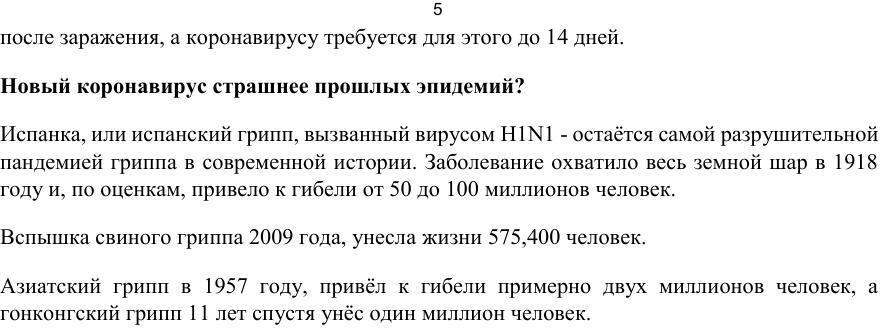 5
после заражения, а коронавирусу требуется для этого до 14 дней.
Новый коронавирус страшнее прошлых эпидемий?
Испанка, или испанский грипп, вызванный вирусом H1N1 - остаётся самой разрушительной
пандемией гриппа в современной истории. Заболевание охватило весь земной шар в 1918
году и, по оценкам, привело к гибели от 50 до 100 миллионов человек.
Вспышка свиного гриппа 2009 года, унесла жизни 575,400 человек.
Азиатский грипп в 1957 году, привёл к гибели примерно двух миллионов человек, а
гонконгский грипп 11 лет спустя унёс один миллион человек.